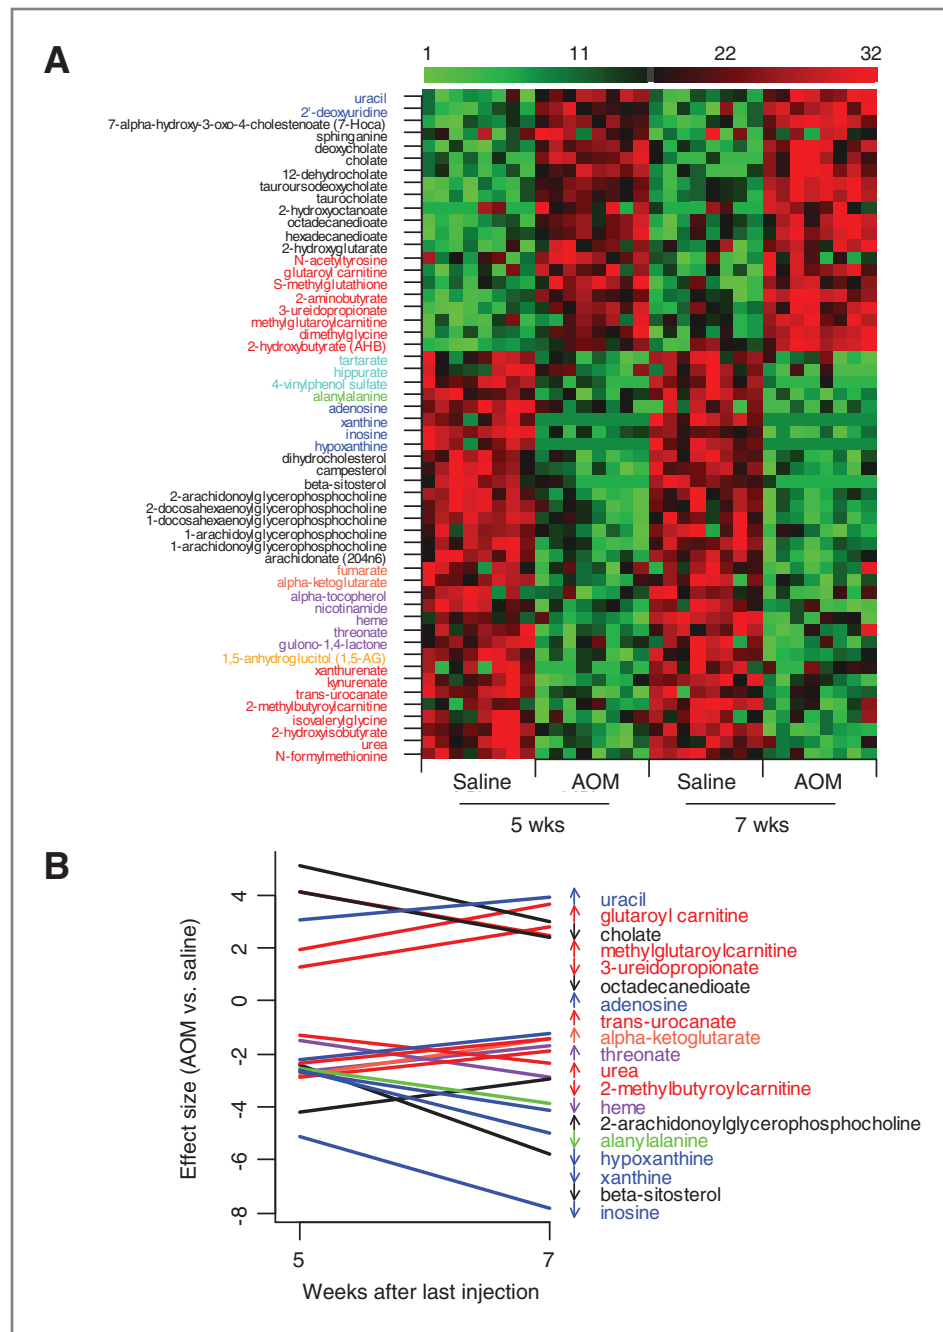 A
1 11 22 32
uracil
2'-deoxyuridine
7-alpha-hydroxy-3-oxo-4-cholestenoate (7-Hoca)
sphinganine
deoxycholate
cholate
12-dehydrocholate
tauroursodeoxycholate
taurocholate
2-hydroxyoctanoate
octadecanedioate
hexadecanedioate
2-hydroxyglutarate
N-acetyltyrosine
glutaroyl carnitine
S-methylglutathione
2-aminobutyrate
3-ureidopropionate
methylglutaroylcarnitine
dimethylglycine
2-hydroxybutyrate (AHB)
tartarate
hippurate
4-vinylphenol sulfate
alanylalanine
adenosine
xanthine
inosine
hypoxanthine
dihydrocholesterol
campesterol
beta-sitosterol
2-arachidonoylglycerophosphocholine
2-docosahexaenoylglycerophosphocholine
1-docosahexaenoylglycerophosphocholine
1-arachidoylglycerophosphocholine
1-arachidonoylglycerophosphocholine
arachidonate (204n6)
fumarate
alpha-ketoglutarate
alpha-tocopherol
nicotinamide
heme
threonate
gulono-1,4-lactone
1,5-anhydroglucitol (1,5-AG)
xanthurenate
kynurenate
trans-urocanate
2-methylbutyroylcarnitine
isovalerylglycine
2-hydroxyisobutyrate
urea
N-formylmethionine
Saline AOM Saline AOM
5 wks 7 wks
B
Effect size (AOM vs. saline)
4
2
0
-2
-4
-6
-8
5 7
Weeks after last injection
uracil
glutaroyl carnitine
cholate
methylglutaroylcarnitine
3-ureidopropionate
octadecanedioate
adenosine
trans-urocanate
alpha-ketoglutarate
threonate
urea
2-methylbutyroylcarnitine
heme
2-arachidonoylglycerophosphocholine
alanylalanine
hypoxanthine
xanthine
beta-sitosterol
inosine